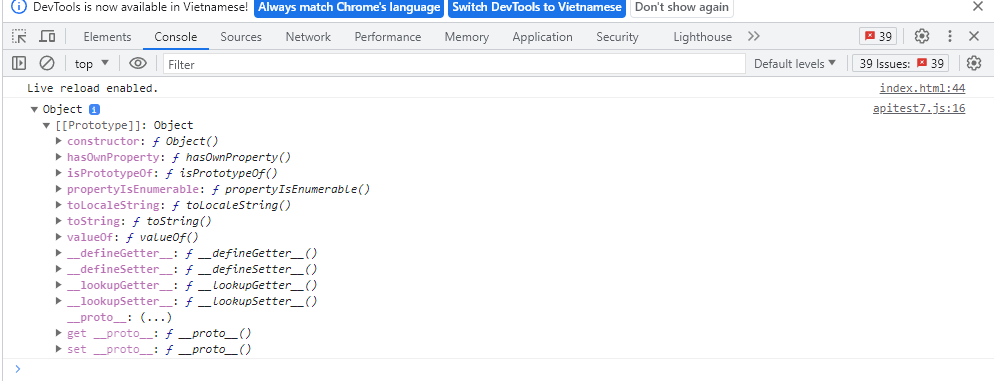 DevTools is now available in Vietnamese! Always match Chrome's language Switch DevTools to Vietnamese Don't show again
Elements Console Sources Network Performance Memory Application Security Lighthouse 39
top Filter Default levels 39 Issues: 39
Live reload enabled. index.html:44
Object apitest7.js:16
[[Prototype]]: Object
constructor: ƒ Object()
hasOwnProperty: ƒ hasOwnProperty()
isPrototypeOf: ƒ isPrototypeOf()
propertyIsEnumerable: ƒ propertyIsEnumerable()
toLocaleString: ƒ toLocaleString()
toString: ƒ toString()
valueOf: ƒ valueOf()
__defineGetter__: ƒ __defineGetter__()
__defineSetter__: ƒ __defineSetter__()
__lookupGetter__: ƒ __lookupGetter__()
__lookupSetter__: ƒ __lookupSetter__()
__proto__: (...)
get __proto__: ƒ __proto__()
set __proto__: ƒ __proto__()